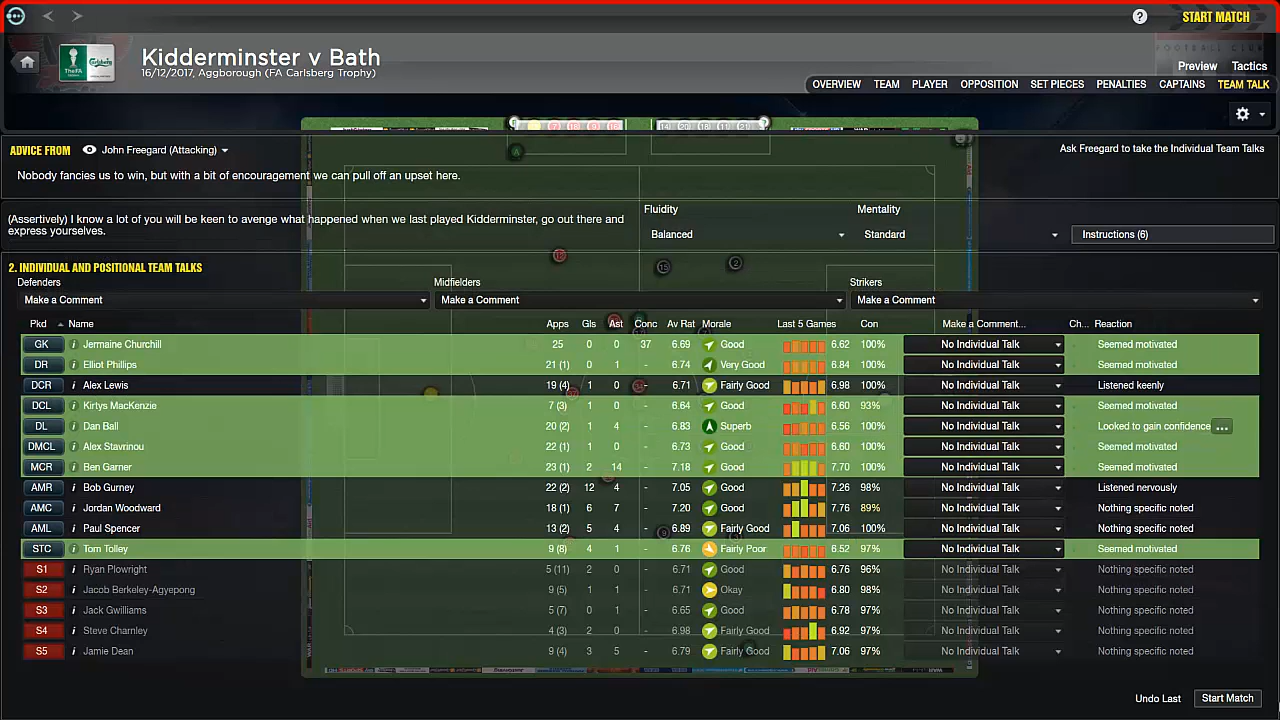 START MATCH
Kidderminster v Bath
16/12/2017, Aggborough (FA Carlsberg Trophy)
Preview Tactics
OVERVIEW TEAM PLAYER OPPOSITION SET PIECES PENALTIES CAPTAINS TEAM TALK
ADVICE FROM John Freegard (Attacking)
Ask Freegard to take the Individual Team Talks
Nobody fancies us to win, but with a bit of encouragement we can pull off an upset here.
(Assertively) I know a lot of you will be keen to avenge what happened when we last played Kidderminster, go out there and
express yourselves.
Fluidity Mentality
Balanced Standard Instructions (6)
2. INDIVIDUAL AND POSITIONAL TEAM TALKS
Defenders Midfielders Strikers
Make a Comment Make a Comment Make a Comment
Pkd Name Apps Gls Ast Conc Av Rat Morale Last 5 Games Con Make a Comment... Ch... Reaction
GK i Jermaine Churchill 25 0 0 37 6.69 Good 6.62 100% No Individual Talk Seemed motivated
DR i Elliot Phillips 21 (1) 0 1 - 6.74 Very Good 6.84 100% No Individual Talk Seemed motivated
DCR i Alex Lewis 19 (4) 1 0 - 6.71 Fairly Good 6.98 100% No Individual Talk Listened keenly
DCL i Kirtys MacKenzie 7 (3) 1 0 - 6.64 Good 6.60 93% No Individual Talk Seemed motivated
DL i Dan Ball 20 (2) 1 4 - 6.83 Superb 6.56 100% No Individual Talk Looked to gain confidence ...
DMCL i Alex Stavrinou 22 (1) 1 0 - 6.73 Good 6.60 100% No Individual Talk Seemed motivated
MCR i Ben Garner 23 (1) 2 14 - 7.18 Good 7.70 100% No Individual Talk Seemed motivated
AMR i Bob Gurney 22 (2) 12 4 - 7.05 Good 7.26 98% No Individual Talk Listened nervously
AMC i Jordan Woodward 18 (1) 6 7 - 7.20 Good 7.76 89% No Individual Talk Nothing specific noted
AML i Paul Spencer 13 (2) 5 4 - 6.89 Fairly Good 7.06 100% No Individual Talk Nothing specific noted
STC i Tom Tolley 9 (8) 4 1 - 6.76 Fairly Poor 6.52 97% No Individual Talk Seemed motivated
S1 i Ryan Plowright 5 (11) 2 0 - 6.71 Good 6.76 96% No Individual Talk Nothing specific noted
S2 i Jacob Berkeley-Agyepong 9 (5) 1 1 - 6.71 Okay 6.80 98% No Individual Talk Nothing specific noted
S3 i Jack Gwilliams 5 (7) 0 1 - 6.65 Good 6.78 97% No Individual Talk Nothing specific noted
S4 i Steve Charnley 4 (3) 2 0 - 6.98 Fairly Good 6.92 97% No Individual Talk Nothing specific noted
S5 i Jamie Dean 9 (4) 3 5 - 6.79 Fairly Good 7.06 97% No Individual Talk Nothing specific noted
Undo Last Start Match